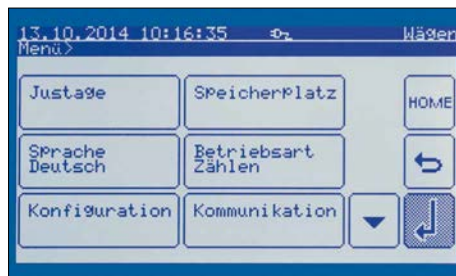 13.10.2014 10:16:35 Wägen
Menü>
Justage
Speicherplatz
HOME
Sprache
Deutsch
Betriebsart
Zählen
Konfiguration
Kommunikation